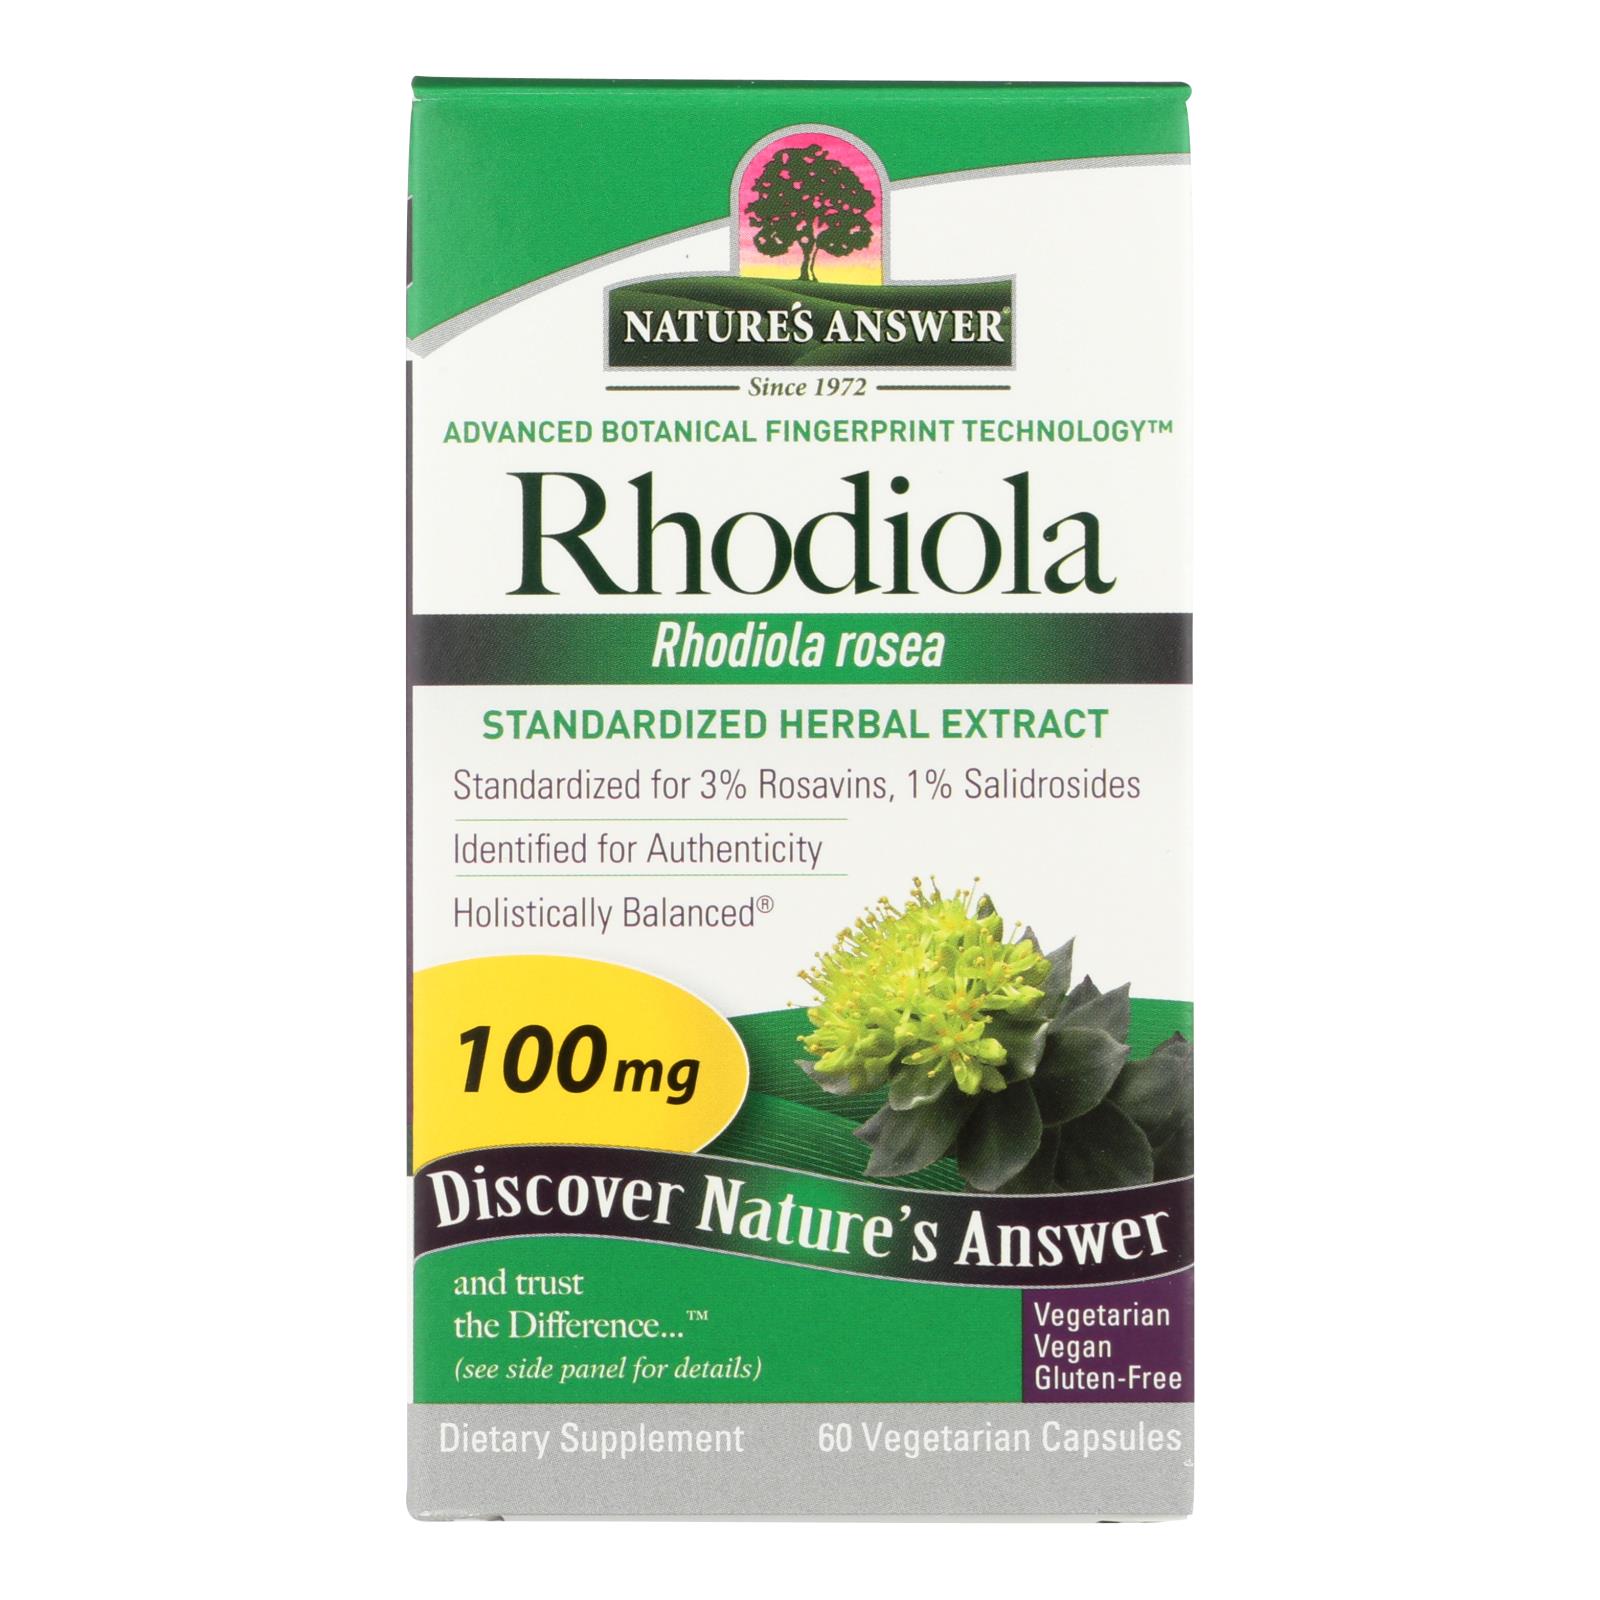 NATURE'S ANSWER®
Since 1972
ADVANCED BOTANICAL FINGERPRINT TECHNOLOGY™
Rhodiola
Rhodiola rosea
STANDARDIZED HERBAL EXTRACT
Standardized for 3% Rosavins, 1% Salidrosides
Identified for Authenticity
Holistically Balanced®
100 mg
Discover Nature's Answer
and trust
the Difference...™
(see side panel for details)
Vegetarian
Vegan
Gluten-Free
Dietary Supplement 60 Vegetarian Capsules